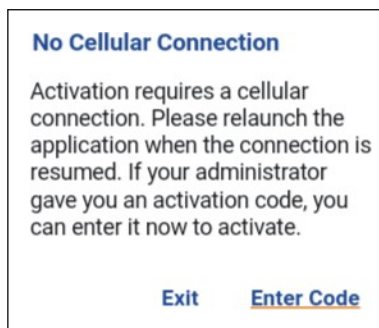 No Cellular Connection
Activation requires a cellular
connection. Please relaunch the
application when the connection is
resumed. If your administrator
gave you an activation code, you
can enter it now to activate.
Exit Enter Code